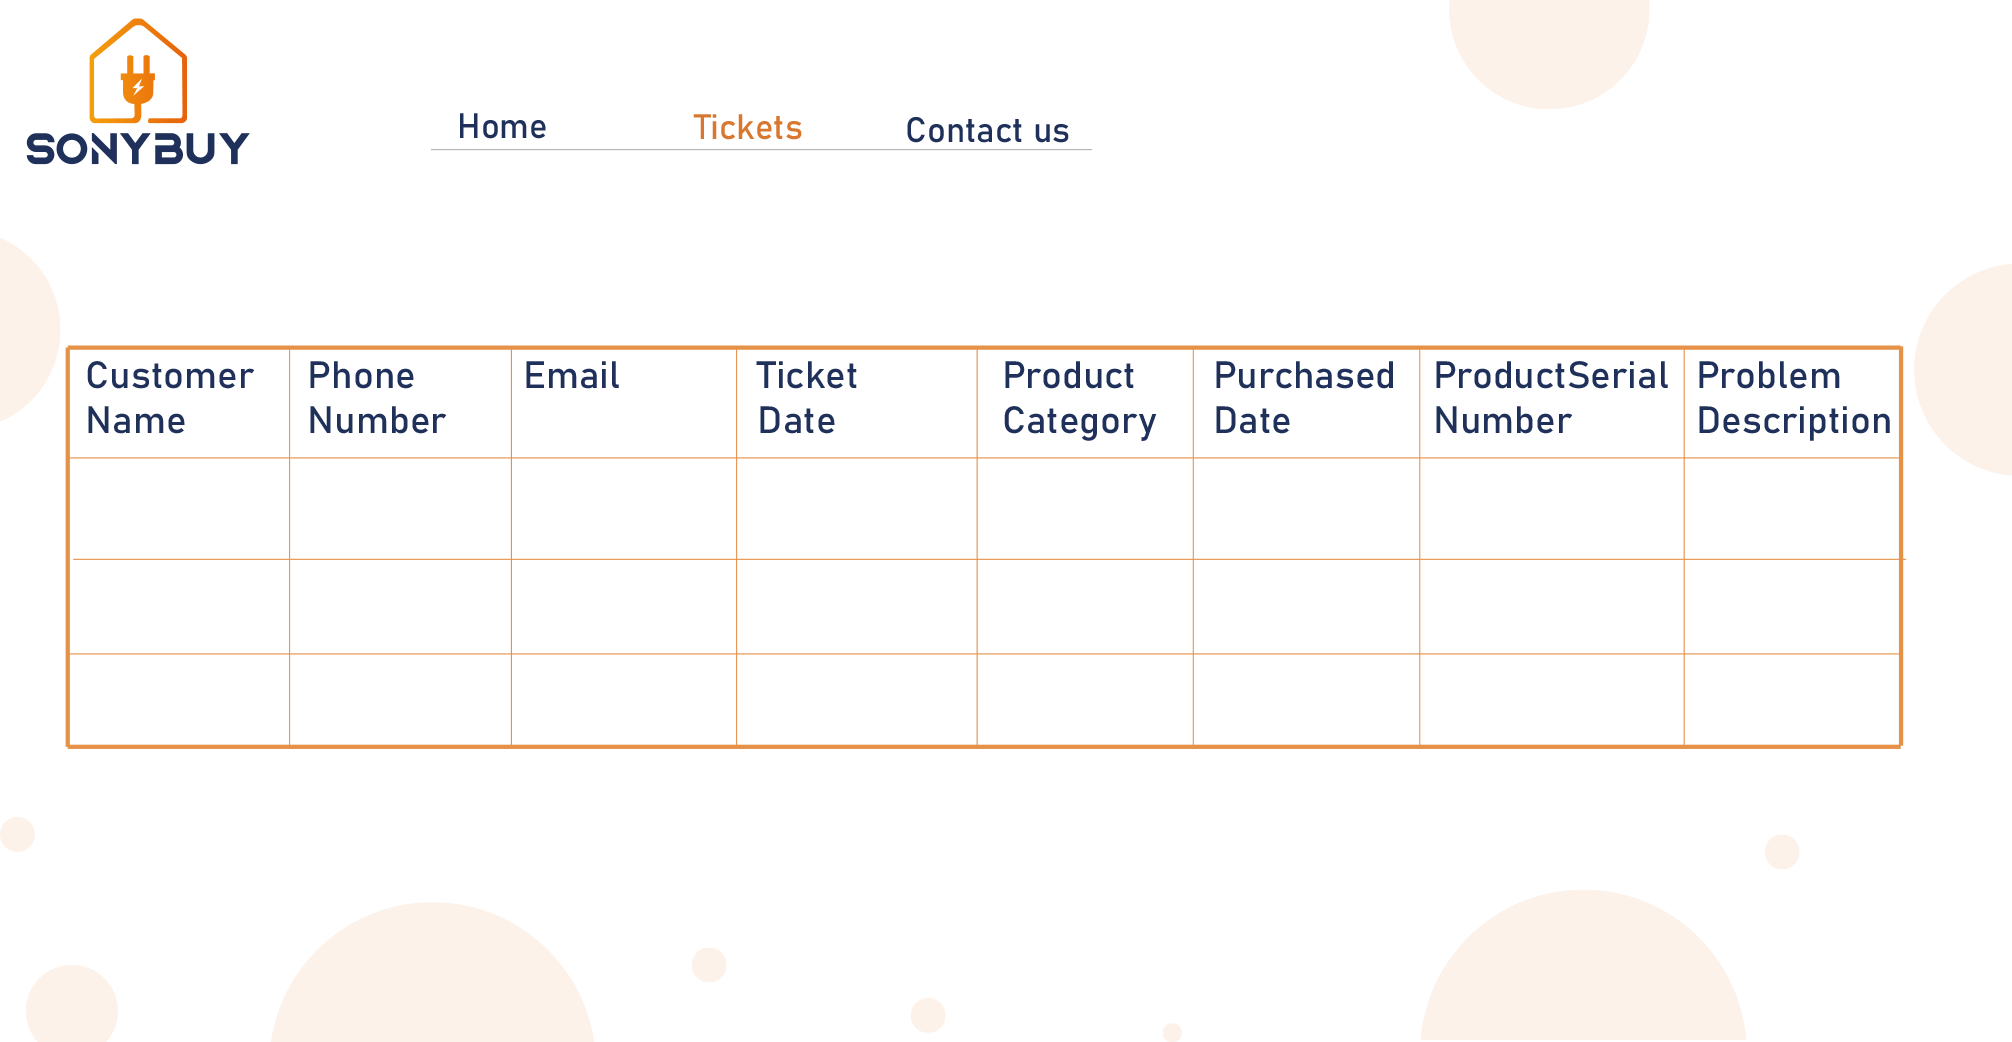 SONYBUY
Home
Tickets
Contact us
Customer
Name
Phone
Number
Email
Ticket
Date
Product
Category
Purchased
Date
ProductSerial
Number
Problem
Description